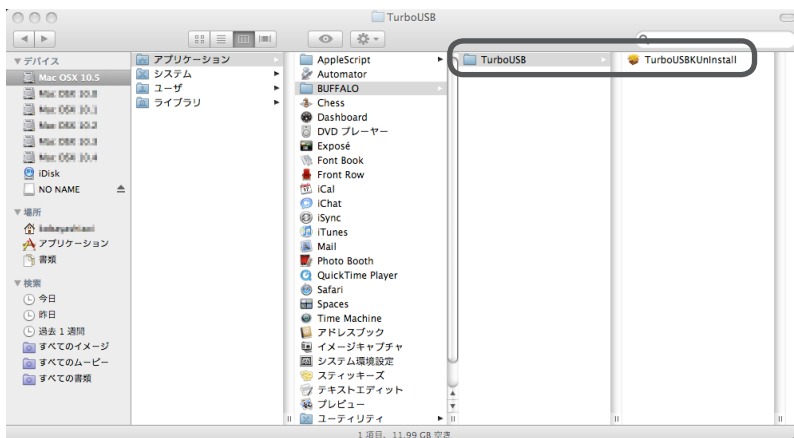 TurboUSB
デバイス
Mac OSX 10.5
iDisk
NO NAME
場所
アプリケーション
書類
検索
今日
昨日
過去 1 週間
すべてのイメージ
すべてのムービー
すべての書類
アプリケーション
システム
ユーザ
ライブラリ
AppleScript
Automator
BUFFALO
Chess
Dashboard
DVD プレーヤー
Exposé
Font Book
Front Row
iCal
iChat
iSync
iTunes
Mail
Photo Booth
QuickTime Player
Safari
Spaces
Time Machine
アドレスブック
イメージキャプチャ
システム環境設定
スティッキーズ
テキストエディット
プレビュー
ユーティリティ
TurboUSB
TurboUSBKUnInstall
1 項目、11.99 GB 空き